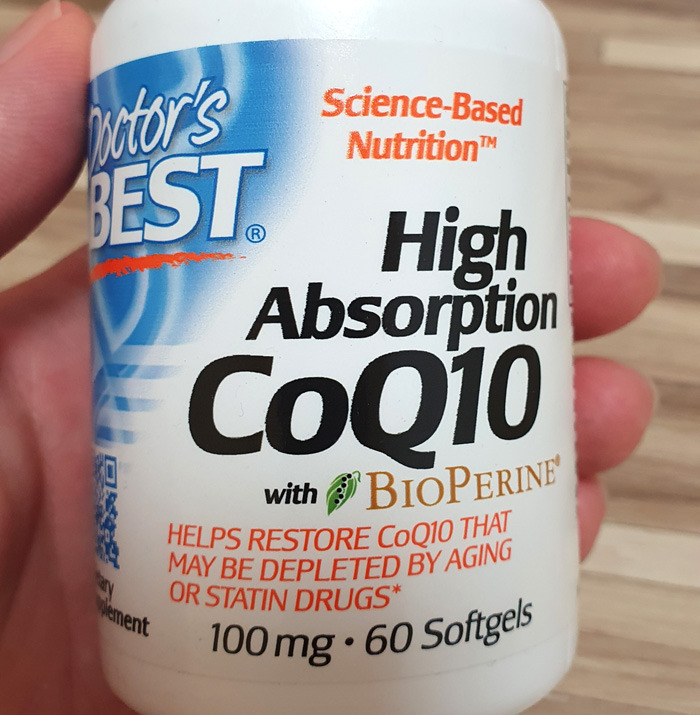 Doctor's
BEST®
Science-Based
Nutrition™
High
Absorption
CoQ10
with BIOPERINE®
HELPS RESTORE CoQ10 THAT
MAY BE DEPLETED BY AGING
OR STATIN DRUGS*
100 mg • 60 Softgels